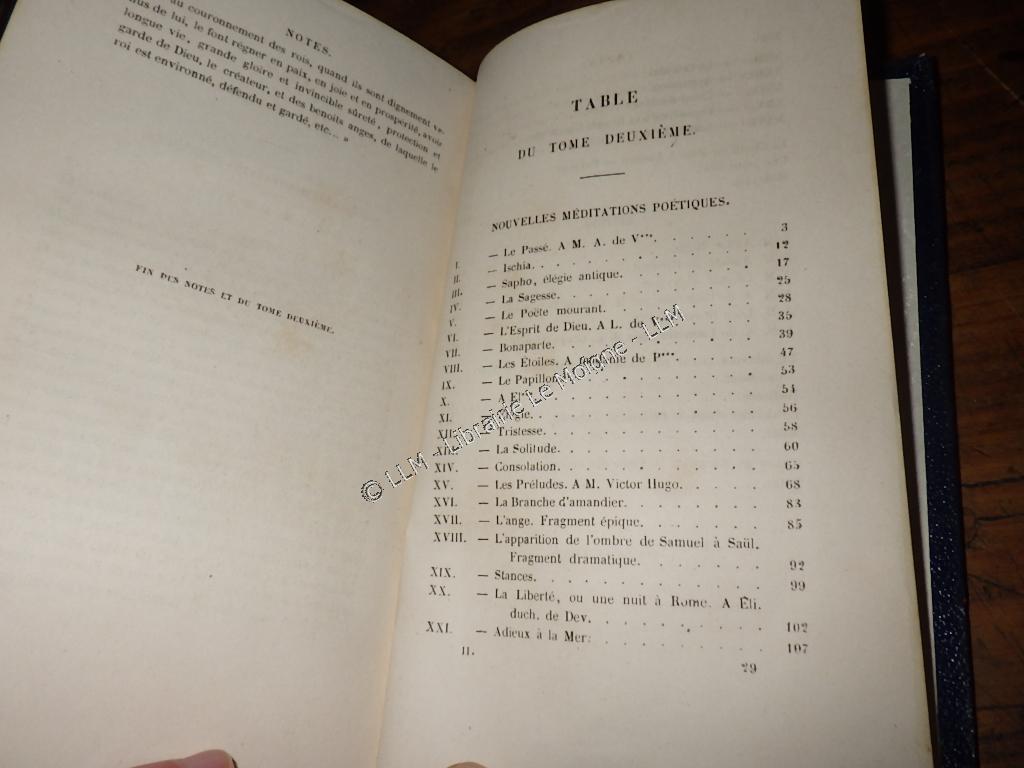 NOTES.
au couronnement des rois, quand ils sont dignement ve-
nus de lui, le font régner en paix, en joie et en prospérité, avoir
longue vie, grande gloire et invincible sûreté, protection et
garde de Dieu, le créateur, et des benoits anges, de laquelle le
roi est environné, défendu et gardé, etc... »
FIN DES NOTES ET DU TOME DEUXIÈME.
TABLE
DU TOME DEUXIÈME.
NOUVELLES MÉDITATIONS POÉTIQUES.
I. — Le Passé. A M. A. de V***. 3
II. — Ischia. 12
III. — Sapho, élégie antique. 17
IV. — La Sagesse. 25
V. — Le Poëte mourant. 28
VI. — L'Esprit de Dieu. A L. de 35
VII. — Bonaparte. 39
VIII. — Les Étoiles. A de P***. 47
IX. — Le Papillon. 53
X. — A El 54
XI. — 56
XII. — Tristesse. 58
XIII. — La Solitude. 60
XIV. — Consolation. 65
XV. — Les Préludes. A M. Victor Hugo. 68
XVI. — La Branche d'amandier. 83
XVII. — L'ange. Fragment épique. 85
XVIII. — L'apparition de l'ombre de Samuel à Saül.
Fragment dramatique. 92
XIX. — Stances. 99
XX. — La Liberté, ou une nuit à Rome. A Éli.
duch. de Dev. 102
XXI. — Adieux à la Mer. 107
II.
29
© LLM - Librairie Le Moigne - LLM